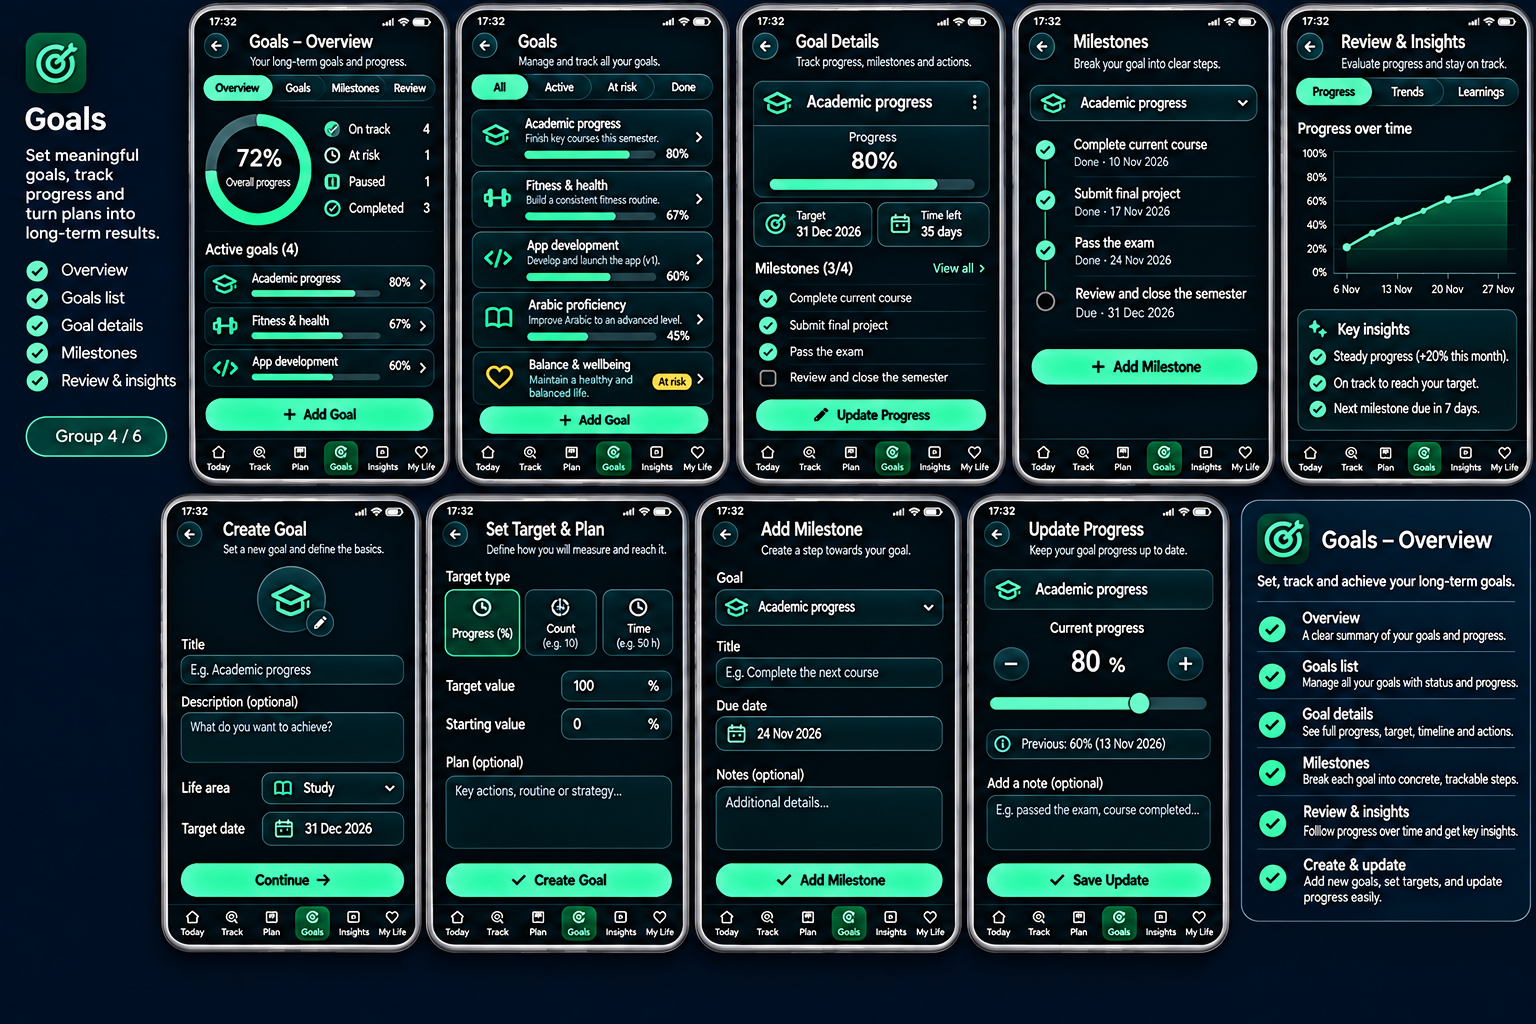 Goals
Set meaningful
goals, track
progress and
turn plans into
long-term results.
Overview
Goals list
Goal details
Milestones
Review & insights
Group 4 / 6
17:32
Goals – Overview
Your long-term goals and progress.
Overview Goals Milestones Review
72%
Overall progress
On track 4
At risk 1
Paused 1
Completed 3
Active goals (4)
Academic progress 80%
Fitness & health 67%
App development 60%
+ Add Goal
Today Track Plan Goals Insights My Life
17:32
Goals
Manage and track all your goals.
All Active At risk Done
Academic progress
Finish key courses this semester.
80%
Fitness & health
Build a consistent fitness routine.
67%
App development
Develop and launch the app (v1).
60%
Arabic proficiency
Improve Arabic to an advanced level.
45%
Balance & wellbeing
Maintain a healthy and
balanced life.
At risk
+ Add Goal
Today Track Plan Goals Insights My Life
17:32
Goal Details
Track progress, milestones and actions.
Academic progress
Progress
80%
Target
31 Dec 2026
Time left
35 days
Milestones (3/4) View all
Complete current course
Submit final project
Pass the exam
Review and close the semester
Update Progress
Today Track Plan Goals Insights My Life
17:32
Milestones
Break your goal into clear steps.
Academic progress
Complete current course
Done · 10 Nov 2026
Submit final project
Done · 17 Nov 2026
Pass the exam
Done · 24 Nov 2026
Review and close the semester
Due · 31 Dec 2026
+ Add Milestone
Today Track Plan Goals Insights My Life
17:32
Review & Insights
Evaluate progress and stay on track.
Progress Trends Learnings
Progress over time
100%
80%
60%
40%
20%
0%
6 Nov 13 Nov 20 Nov 27 Nov
Key insights
Steady progress (+20% this month).
On track to reach your target.
Next milestone due in 7 days.
Today Track Plan Goals Insights My Life
17:32
Create Goal
Set a new goal and define the basics.
Title
E.g. Academic progress
Description (optional)
What do you want to achieve?
Life area Study
Target date 31 Dec 2026
Continue →
Today Track Plan Goals Insights My Life
17:32
Set Target & Plan
Define how you will measure and reach it.
Target type
Progress (%)
Count
(e.g. 10)
Time
(e.g. 50 h)
Target value 100 %
Starting value 0 %
Plan (optional)
Key actions, routine or strategy...
Create Goal
Today Track Plan Goals Insights My Life
17:32
Add Milestone
Create a step towards your goal.
Goal
Academic progress
Title
E.g. Complete the next course
Due date
24 Nov 2026
Notes (optional)
Additional details...
Add Milestone
Today Track Plan Goals Insights My Life
17:32
Update Progress
Keep your goal progress up to date.
Academic progress
Current progress
− 80 % +
Previous: 60% (13 Nov 2026)
Add a note (optional)
E.g. passed the exam, course completed...
Save Update
Today Track Plan Goals Insights My Life
Goals – Overview
Set, track and achieve your long-term goals.
Overview
A clear summary of your goals and progress.
Goals list
Manage all your goals with status and progress.
Goal details
See full progress, target, timeline and actions.
Milestones
Break each goal into concrete, trackable steps.
Review & insights
Follow progress over time and get key insights.
Create & update
Add new goals, set targets, and update
progress easily.